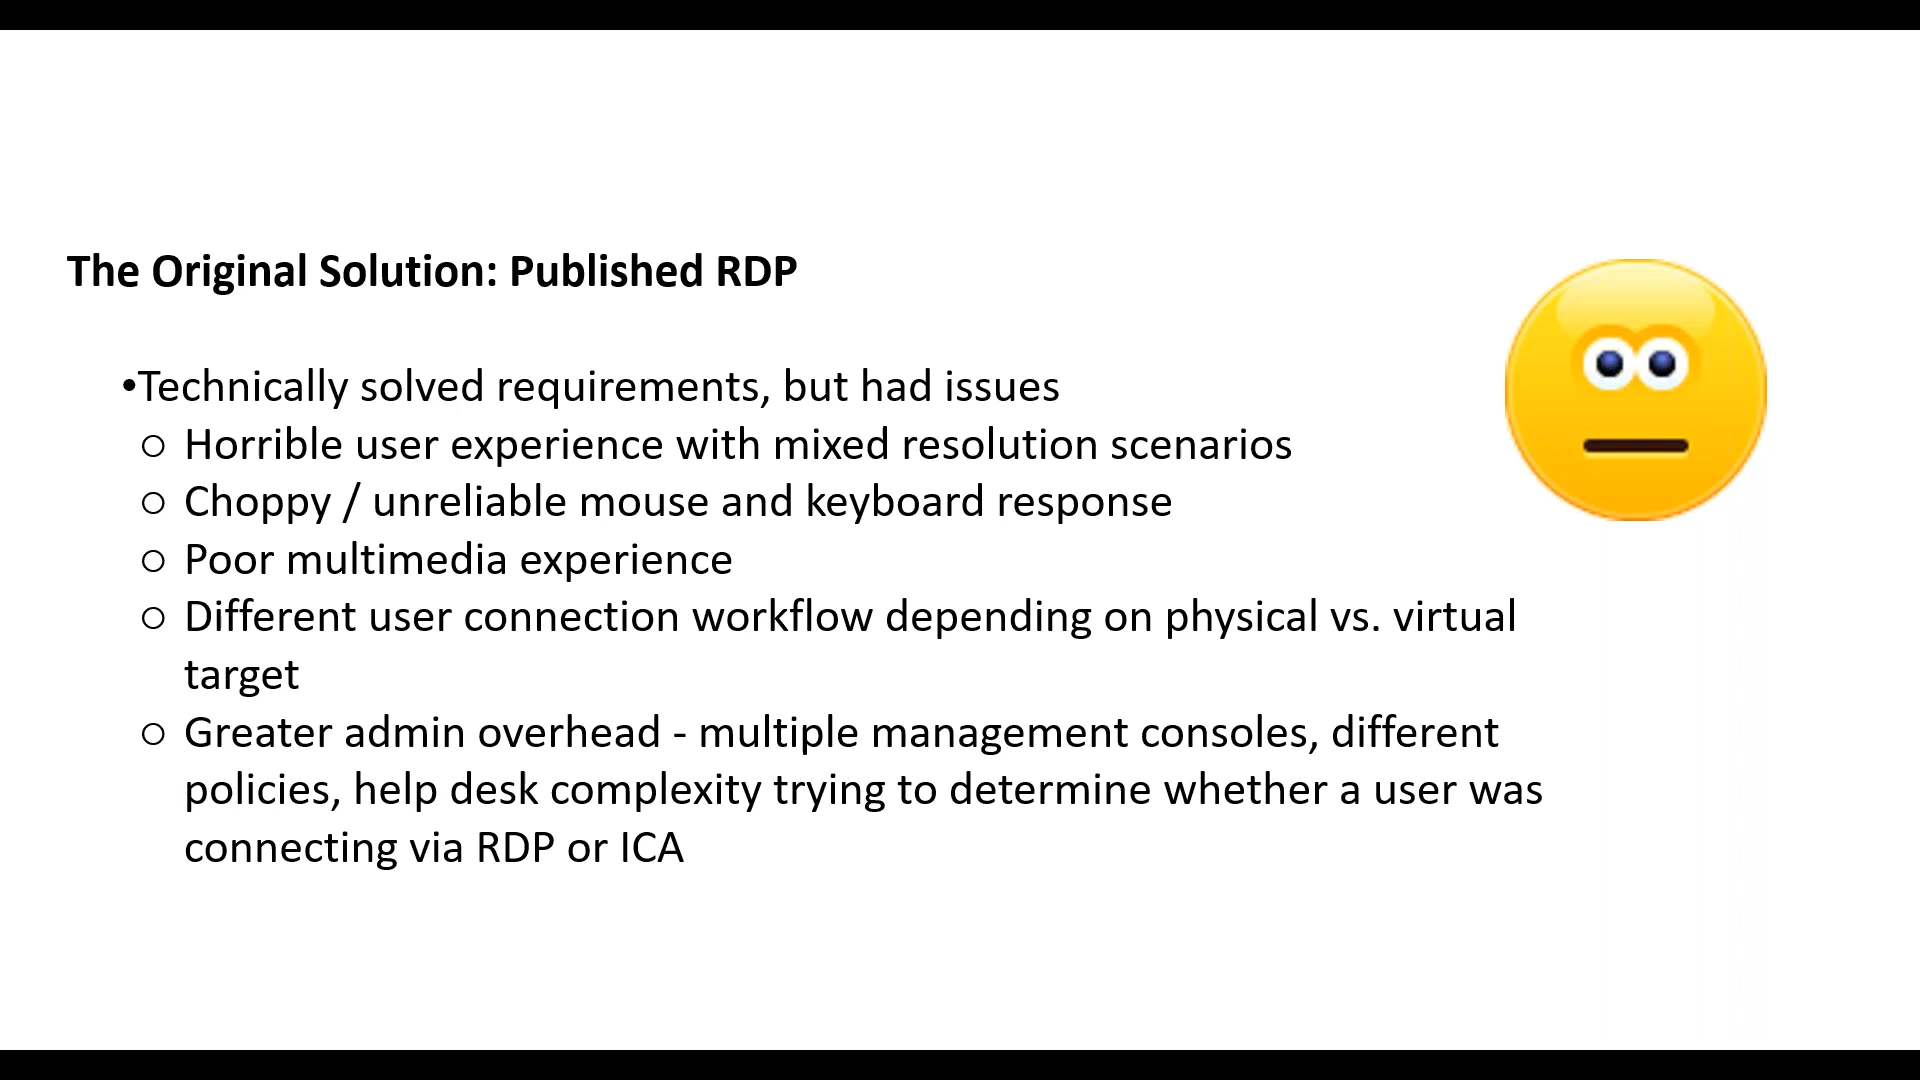 The Original Solution: Published RDP
•Technically solved requirements, but had issues
○ Horrible user experience with mixed resolution scenarios
○ Choppy / unreliable mouse and keyboard response
○ Poor multimedia experience
○ Different user connection workflow depending on physical vs. virtual
target
○ Greater admin overhead - multiple management consoles, different
policies, help desk complexity trying to determine whether a user was
connecting via RDP or ICA